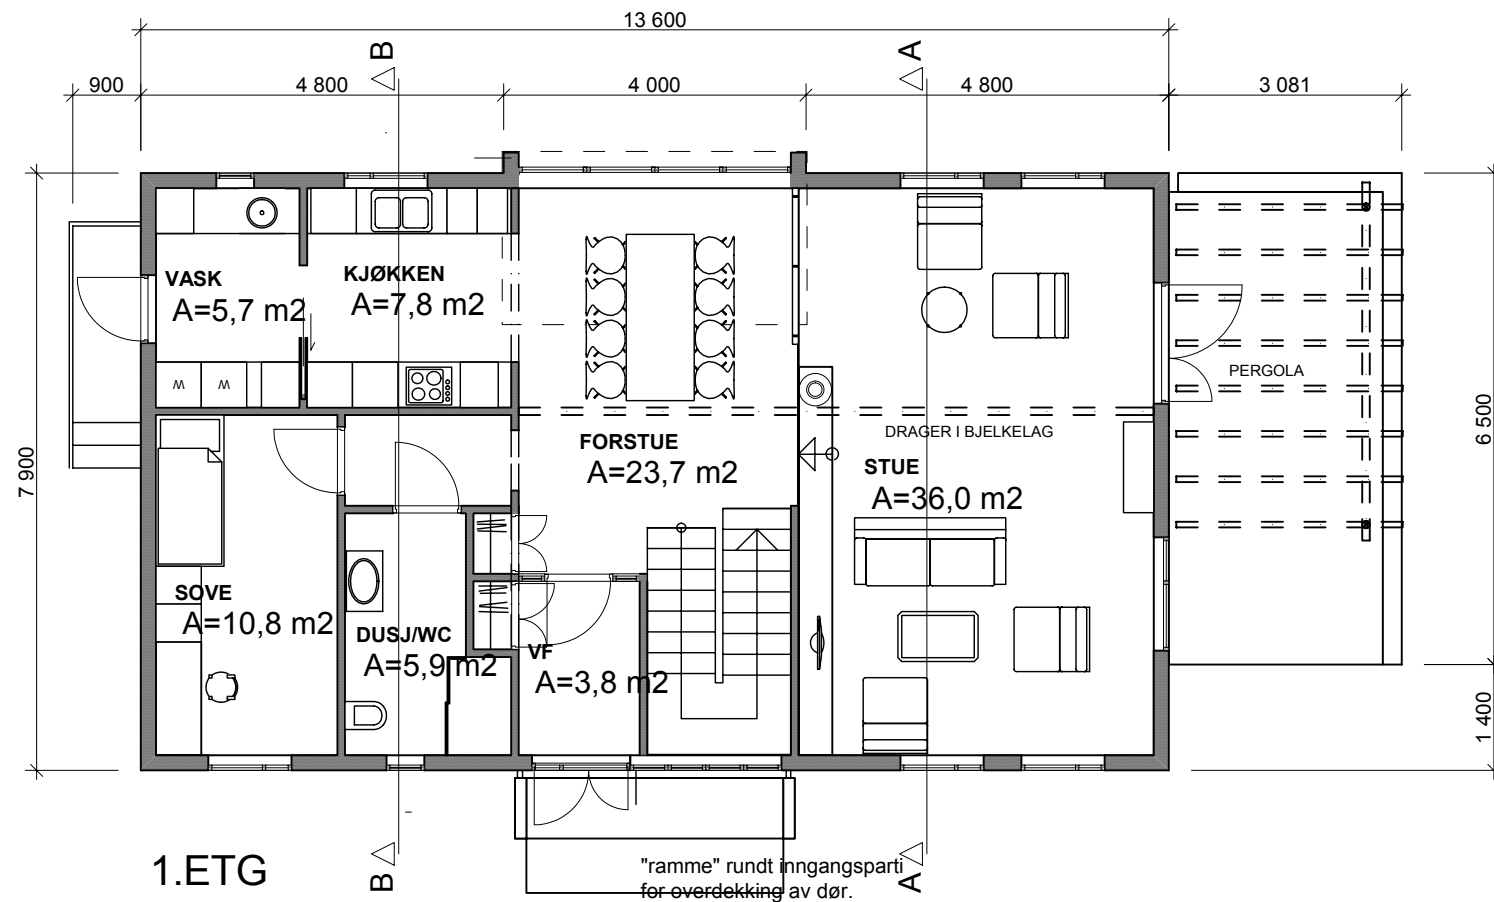 13 600
B
A
900
4 800
4 000
4 800
3 081
VASK
A=5,7 m2
KJØKKEN
A=7,8 m2
PERGOLA
M
M
DRAGER I BJELKELAG
FORSTUE
A=23,7 m2
STUE
A=36,0 m2
7 900
6 500
SOVE
A=10,8 m2
DUSJ/WC
A=5,9 m2
VF
A=3,8 m2
1 400
1.ETG
B
A
"ramme" rundt inngangsparti
for overdekking av dør.